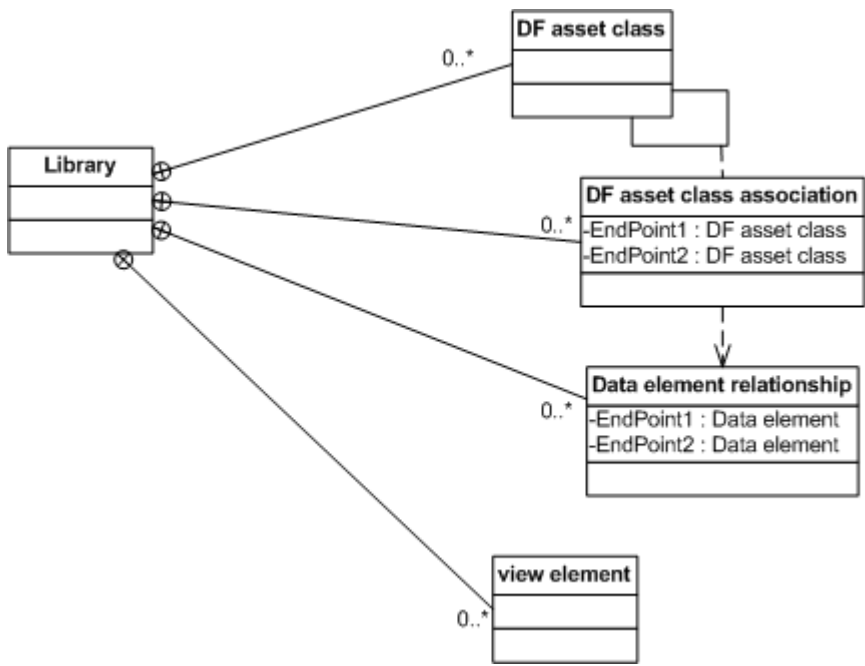 DF asset class
0..*
Library
DF asset class association
0..*
-EndPoint1 : DF asset class
-EndPoint2 : DF asset class
Data element relationship
0..*
-EndPoint1 : Data element
-EndPoint2 : Data element
view element
0..*